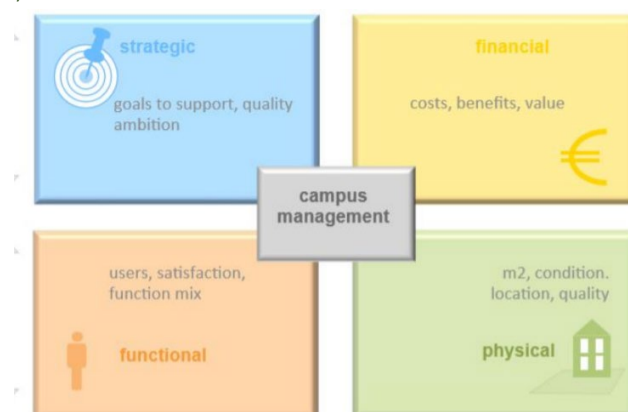 strategic
goals to support, quality
ambition
financial
costs, benefits, value
€
campus
management
users, satisfaction,
function mix
functional
m2, condition.
location, quality
physical